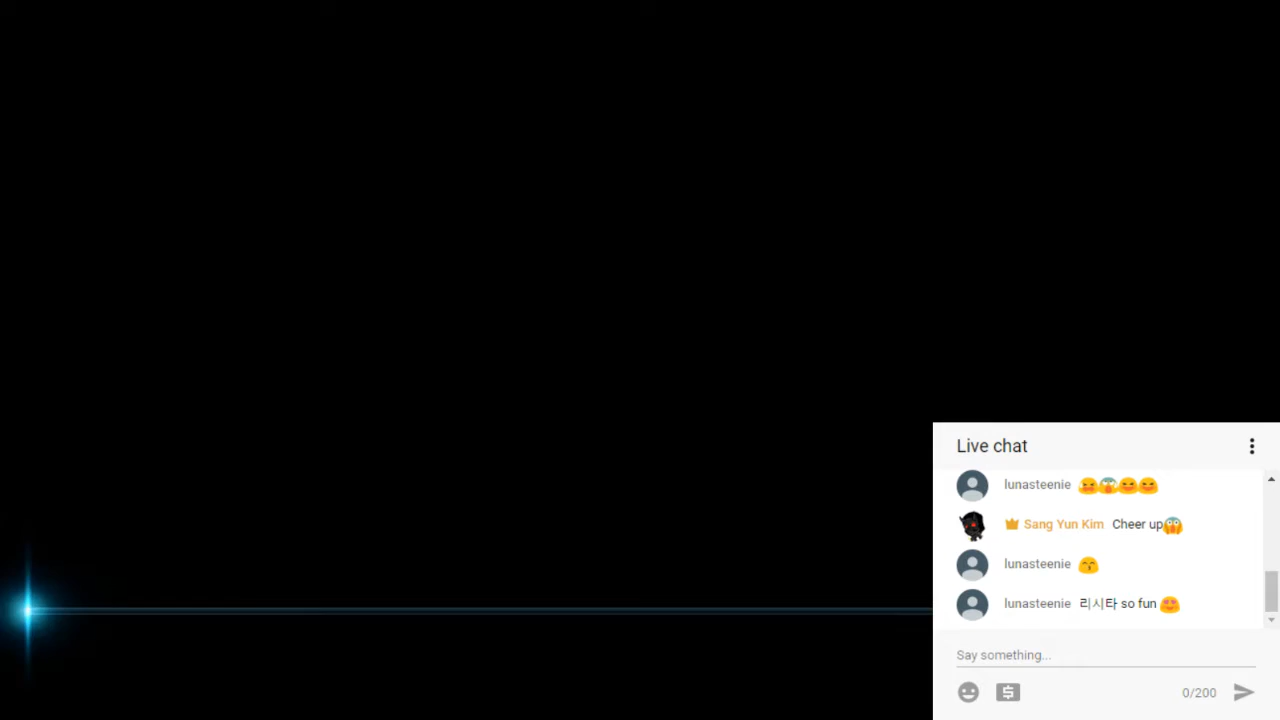 Live chat
lunasteenie 😝😱😝😝
Sang Yun Kim Cheer up😱
lunasteenie 😙
lunasteenie 리시타 so fun 😍
Say something...
0/200